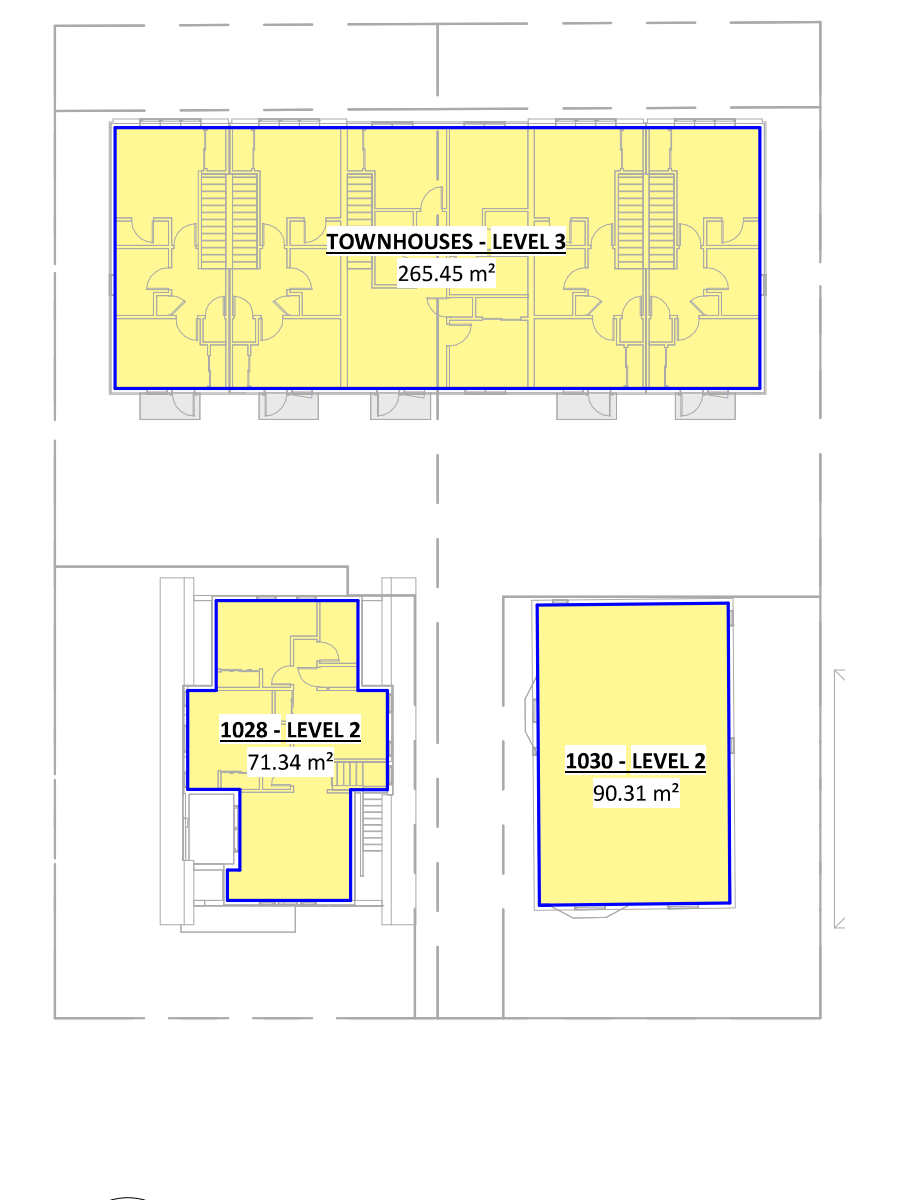 TOWNHOUSES - LEVEL 3
265.45 m²
1028 - LEVEL 2
71.34 m²
1030 - LEVEL 2
90.31 m²